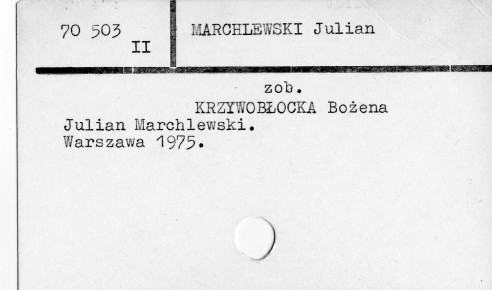 70 503 MARCHLEWSKI Julian
II
zob.
KRZYWOBŁOCKA Bożena
Julian Marchlewski.
Warszawa 1975.